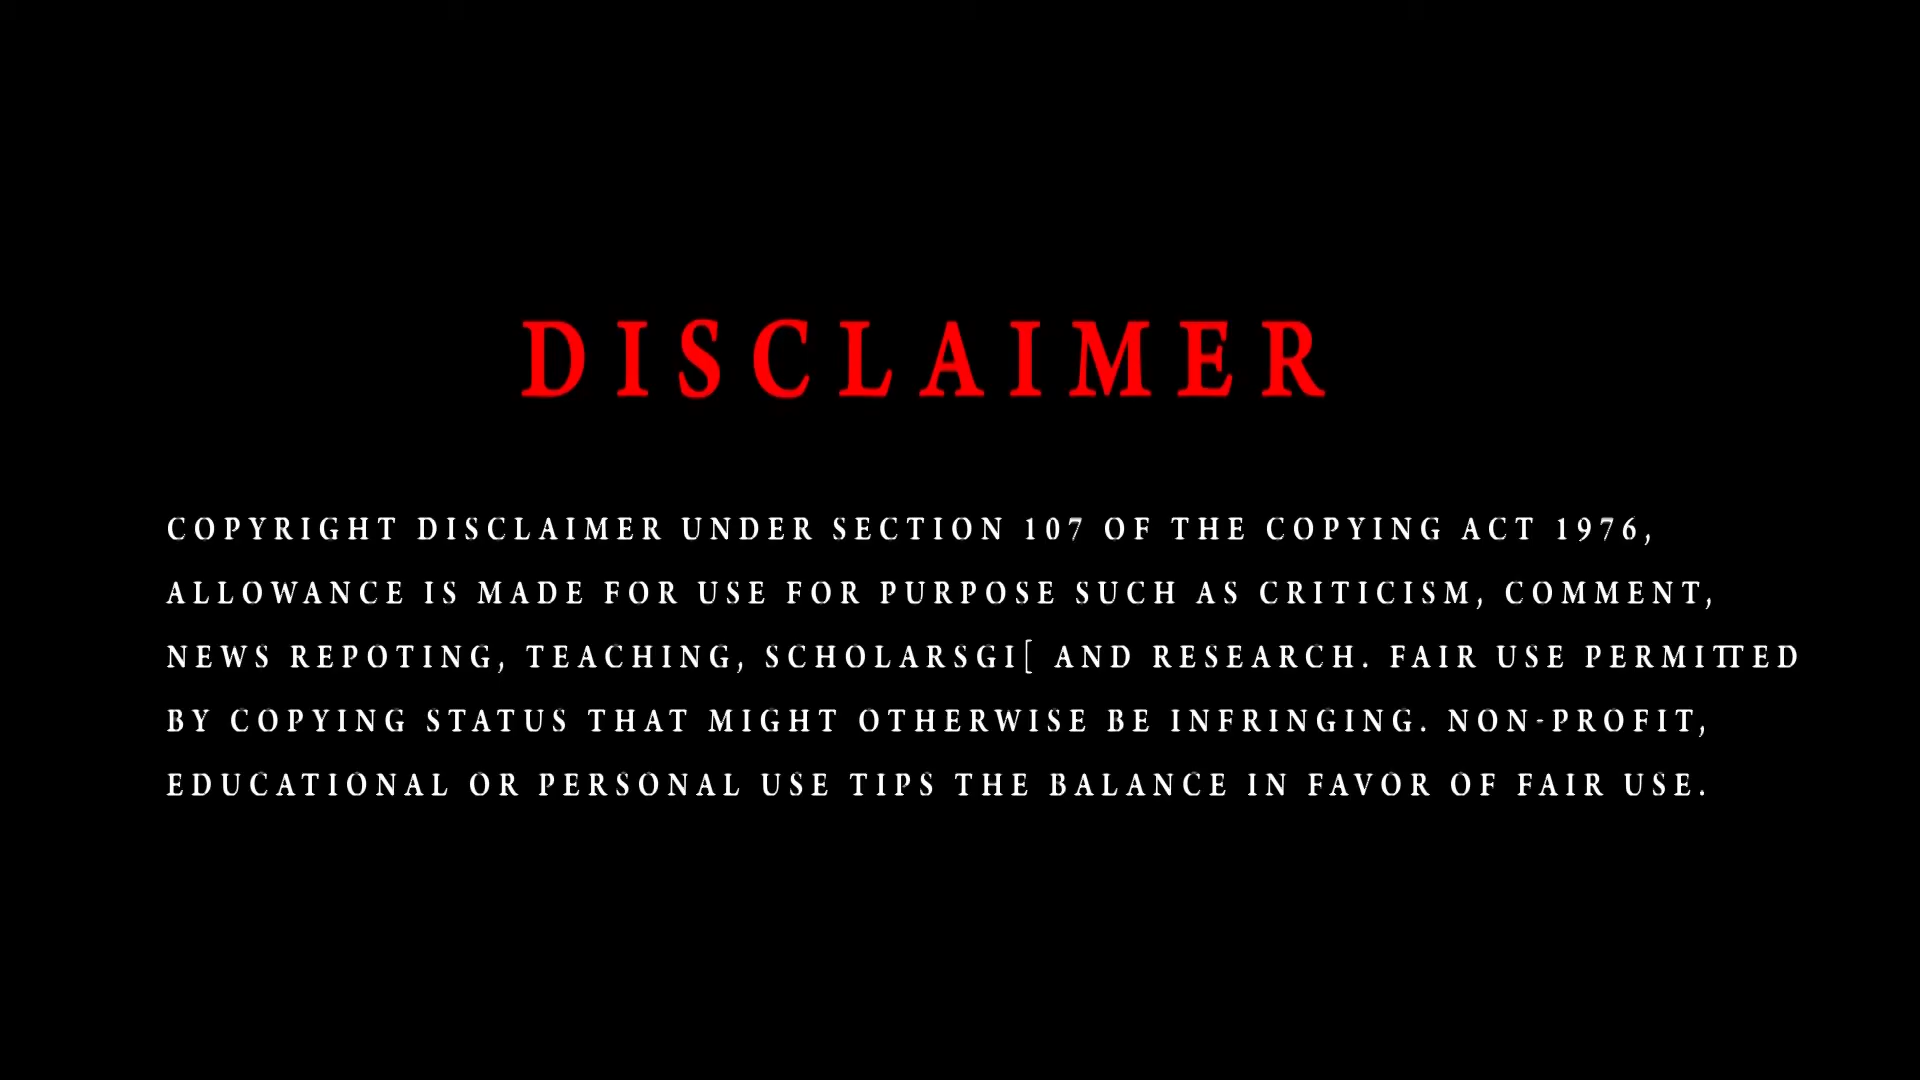 DISCLAIMER
COPYRIGHT DISCLAIMER UNDER SECTION 107 OF THE COPYING ACT 1976,
ALLOWANCE IS MADE FOR USE FOR PURPOSE SUCH AS CRITICISM, COMMENT,
NEWS REPOTING, TEACHING, SCHOLARSGI[ AND RESEARCH. FAIR USE PERMITTED
BY COPYING STATUS THAT MIGHT OTHERWISE BE INFRINGING. NON-PROFIT,
EDUCATIONAL OR PERSONAL USE TIPS THE BALANCE IN FAVOR OF FAIR USE.